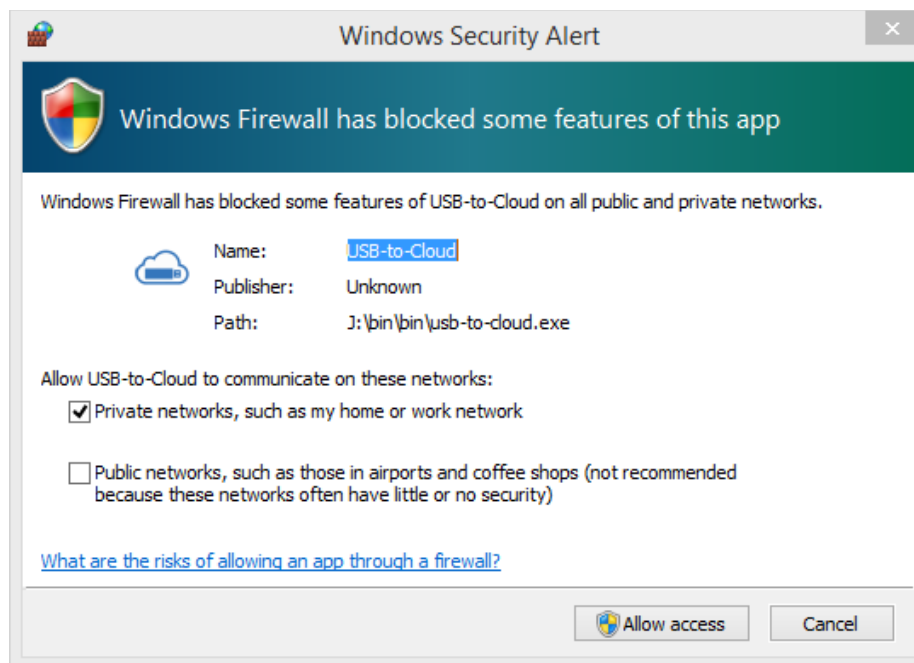 Windows Security Alert
Windows Firewall has blocked some features of this app
Windows Firewall has blocked some features of USB-to-Cloud on all public and private networks.
Name: USB-to-Cloud
Publisher: Unknown
Path: J:\bin\bin\usb-to-cloud.exe
Allow USB-to-Cloud to communicate on these networks:
Private networks, such as my home or work network
Public networks, such as those in airports and coffee shops (not recommended
because these networks often have little or no security)
What are the risks of allowing an app through a firewall?
Allow access Cancel